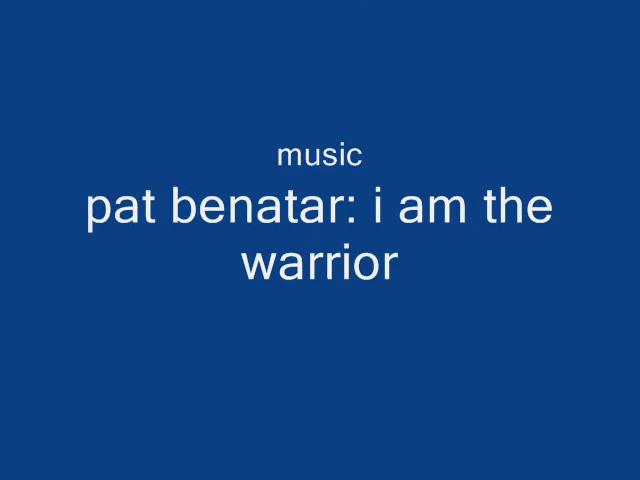 music
pat benatar: i am the
warrior